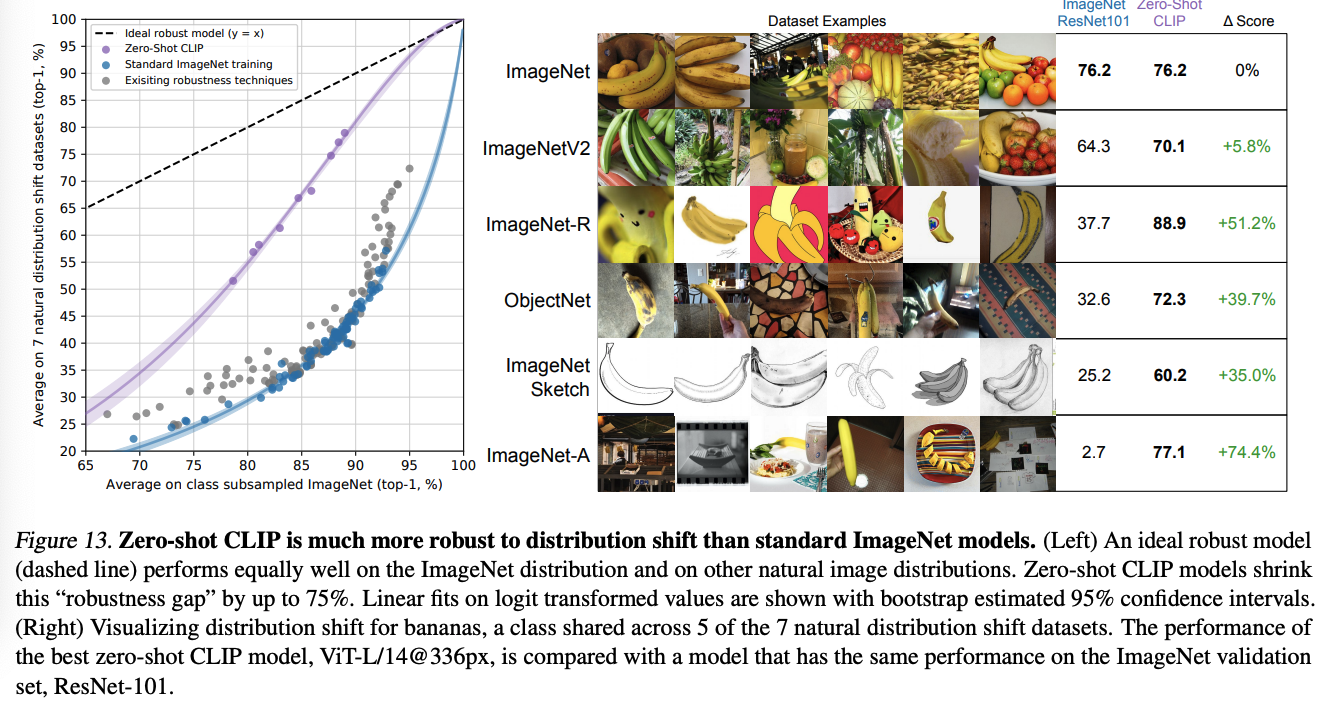 Ideal robust model (y = x)
Zero-Shot CLIP
Standard ImageNet training
Exisiting robustness techniques
Average on 7 natural distribution shift datasets (top-1, %)
100
95
90
85
80
75
70
65
60
55
50
45
40
35
30
25
20
65 70 75 80 85 90 95 100
Average on class subsampled ImageNet (top-1, %)
Dataset Examples
ImageNet Zero-Shot
ResNet101 CLIP Δ Score
ImageNet 76.2 76.2 0%
ImageNetV2 64.3 70.1 +5.8%
ImageNet-R 37.7 88.9 +51.2%
ObjectNet 32.6 72.3 +39.7%
ImageNet
Sketch 25.2 60.2 +35.0%
ImageNet-A 2.7 77.1 +74.4%
Figure 13. Zero-shot CLIP is much more robust to distribution shift than standard ImageNet models. (Left) An ideal robust model
(dashed line) performs equally well on the ImageNet distribution and on other natural image distributions. Zero-shot CLIP models shrink
this “robustness gap” by up to 75%. Linear fits on logit transformed values are shown with bootstrap estimated 95% confidence intervals.
(Right) Visualizing distribution shift for bananas, a class shared across 5 of the 7 natural distribution shift datasets. The performance of
the best zero-shot CLIP model, ViT-L/14@336px, is compared with a model that has the same performance on the ImageNet validation
set, ResNet-101.